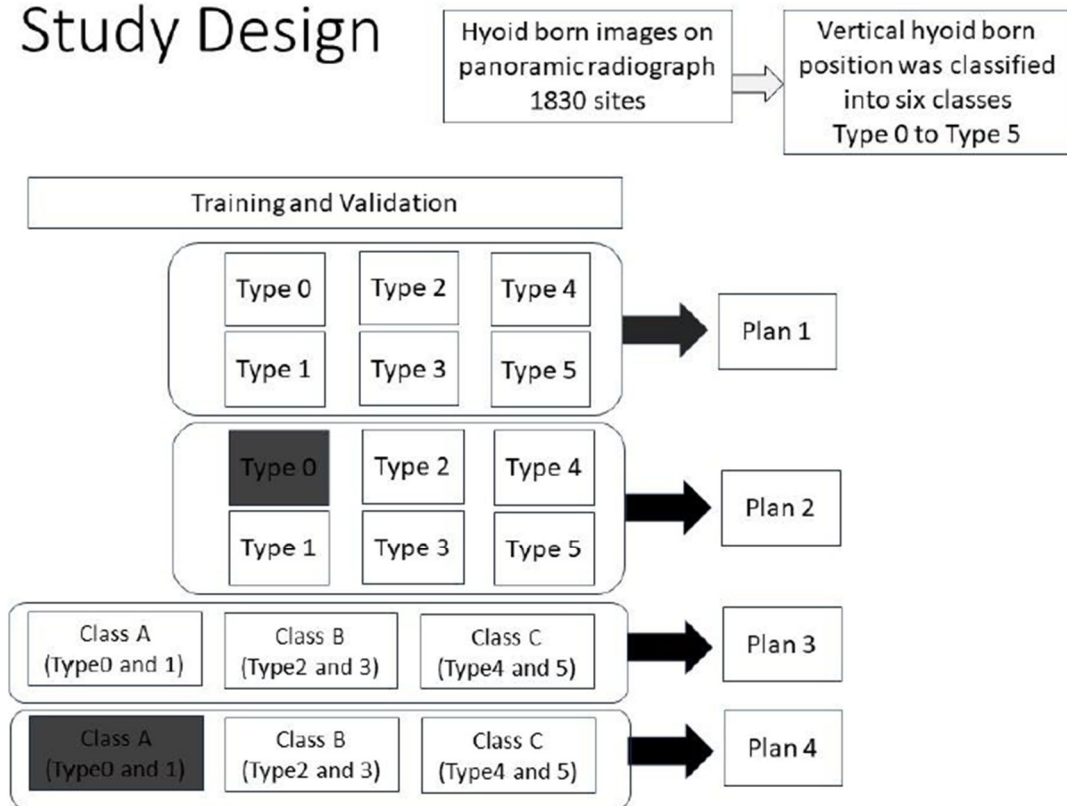 Study Design
Hyoid born images on
panoramic radiograph
1830 sites
Vertical hyoid born
position was classified
into six classes
Type 0 to Type 5
Training and Validation
Type 0
Type 2
Type 4
Type 1
Type 3
Type 5
Plan 1
Type 0
Type 2
Type 4
Type 1
Type 3
Type 5
Plan 2
Class A
(Type0 and 1)
Class B
(Type2 and 3)
Class C
(Type4 and 5)
Plan 3
Class A
(Type0 and 1)
Class B
(Type2 and 3)
Class C
(Type4 and 5)
Plan 4